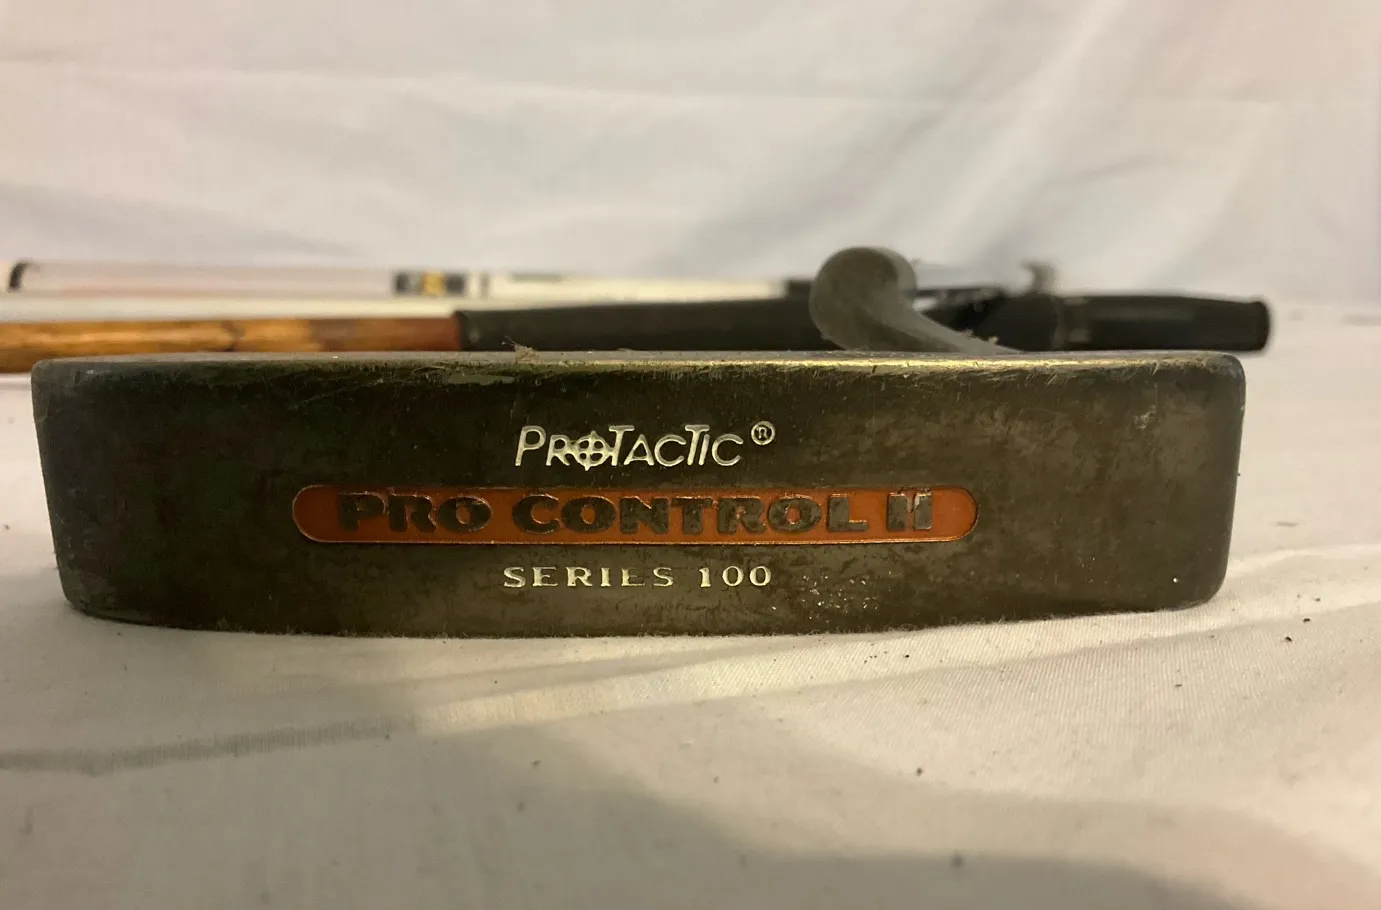 PROTACTIC®
PRO CONTROL II
SERIES 100